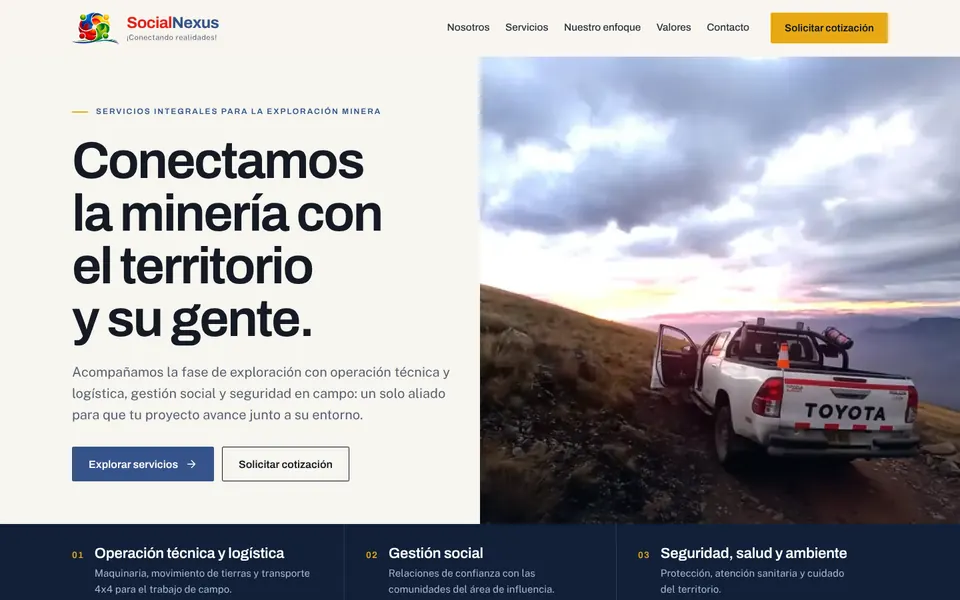 SocialNexus
¡Conectando realidades!
Nosotros
Servicios
Nuestro enfoque
Valores
Contacto
Solicitar cotización
SERVICIOS INTEGRALES PARA LA EXPLORACIÓN MINERA
Conectamos
la minería con
el territorio
y su gente.
Acompañamos la fase de exploración con operación técnica y
logística, gestión social y seguridad en campo: un solo aliado
para que tu proyecto avance junto a su entorno.
Explorar servicios →
Solicitar cotización
TOYOTA
01 Operación técnica y logística
Maquinaria, movimiento de tierras y transporte
4x4 para el trabajo de campo.
02 Gestión social
Relaciones de confianza con las
comunidades del área de influencia.
03 Seguridad, salud y ambiente
Protección, atención sanitaria y cuidado
del territorio.